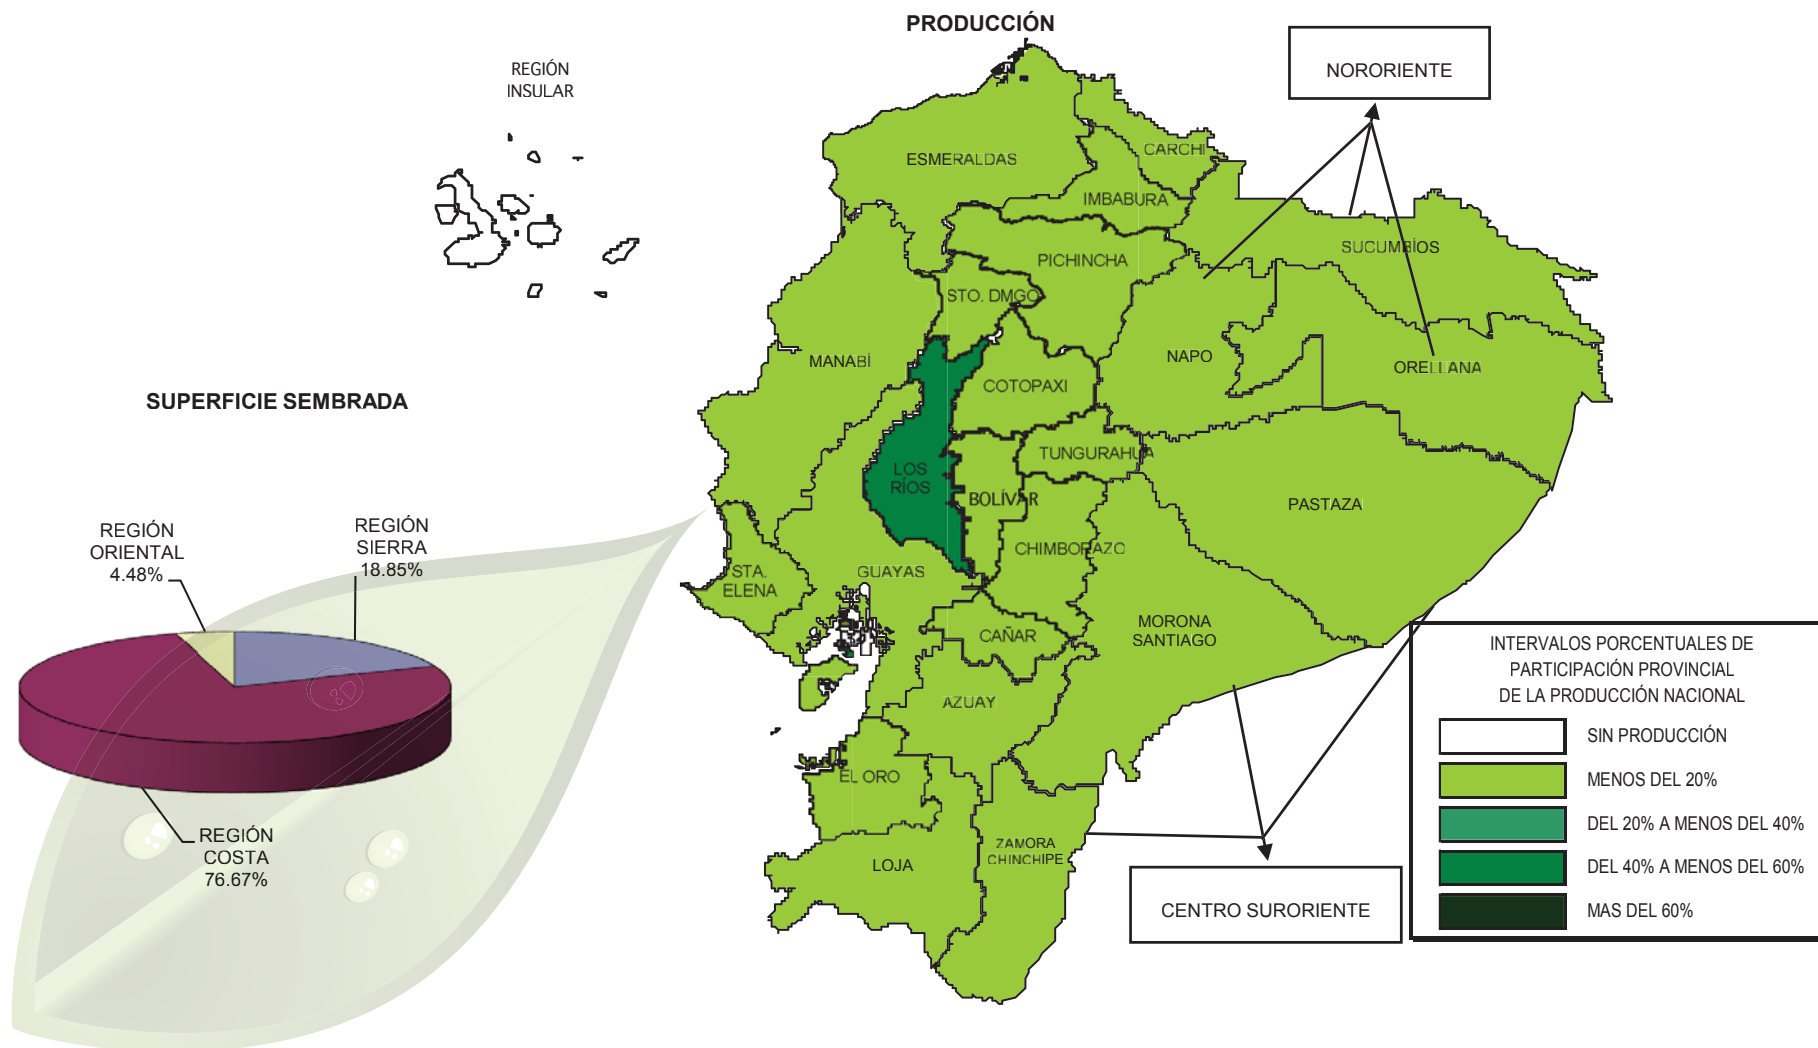 PRODUCCIÓN
REGIÓN
INSULAR
NORORIENTE
ESMERALDAS
CARCHI
IMBABURA
SUCUMBÍOS
PICHINCHA
STO. DMGO
MANABÍ
NAPO
ORELLANA
COTOPAXI
TUNGURAHUA
LOS
RÍOS
BOLÍVAR
PASTAZA
CHIMBORAZO
GUAYAS
STA.
ELENA
CAÑAR
MORONA
SANTIAGO
AZUAY
EL ORO
ZAMORA
CHINCHIPE
LOJA
CENTRO SURORIENTE
SUPERFICIE SEMBRADA
REGIÓN
ORIENTAL
4.48%
REGIÓN
SIERRA
18.85%
REGIÓN
COSTA
76.67%
INTERVALOS PORCENTUALES DE
PARTICIPACIÓN PROVINCIAL
DE LA PRODUCCIÓN NACIONAL
SIN PRODUCCIÓN
MENOS DEL 20%
DEL 20% A MENOS DEL 40%
DEL 40% A MENOS DEL 60%
MAS DEL 60%